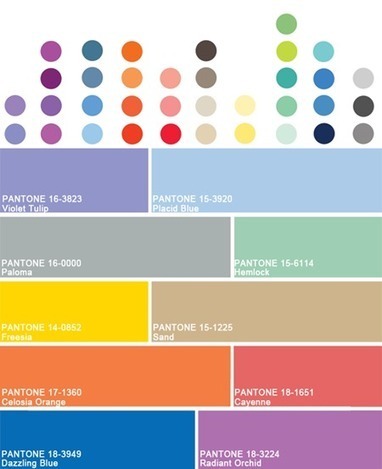 PANTONE 16-3823
Violet Tulip
PANTONE 15-3920
Placid Blue
PANTONE 16-0000
Paloma
PANTONE 15-6114
Hemlock
PANTONE 14-0852
Freesia
PANTONE 15-1225
Sand
PANTONE 17-1360
Celosia Orange
PANTONE 18-1651
Cayenne
PANTONE 18-3949
Dazzling Blue
PANTONE 18-3224
Radiant Orchid